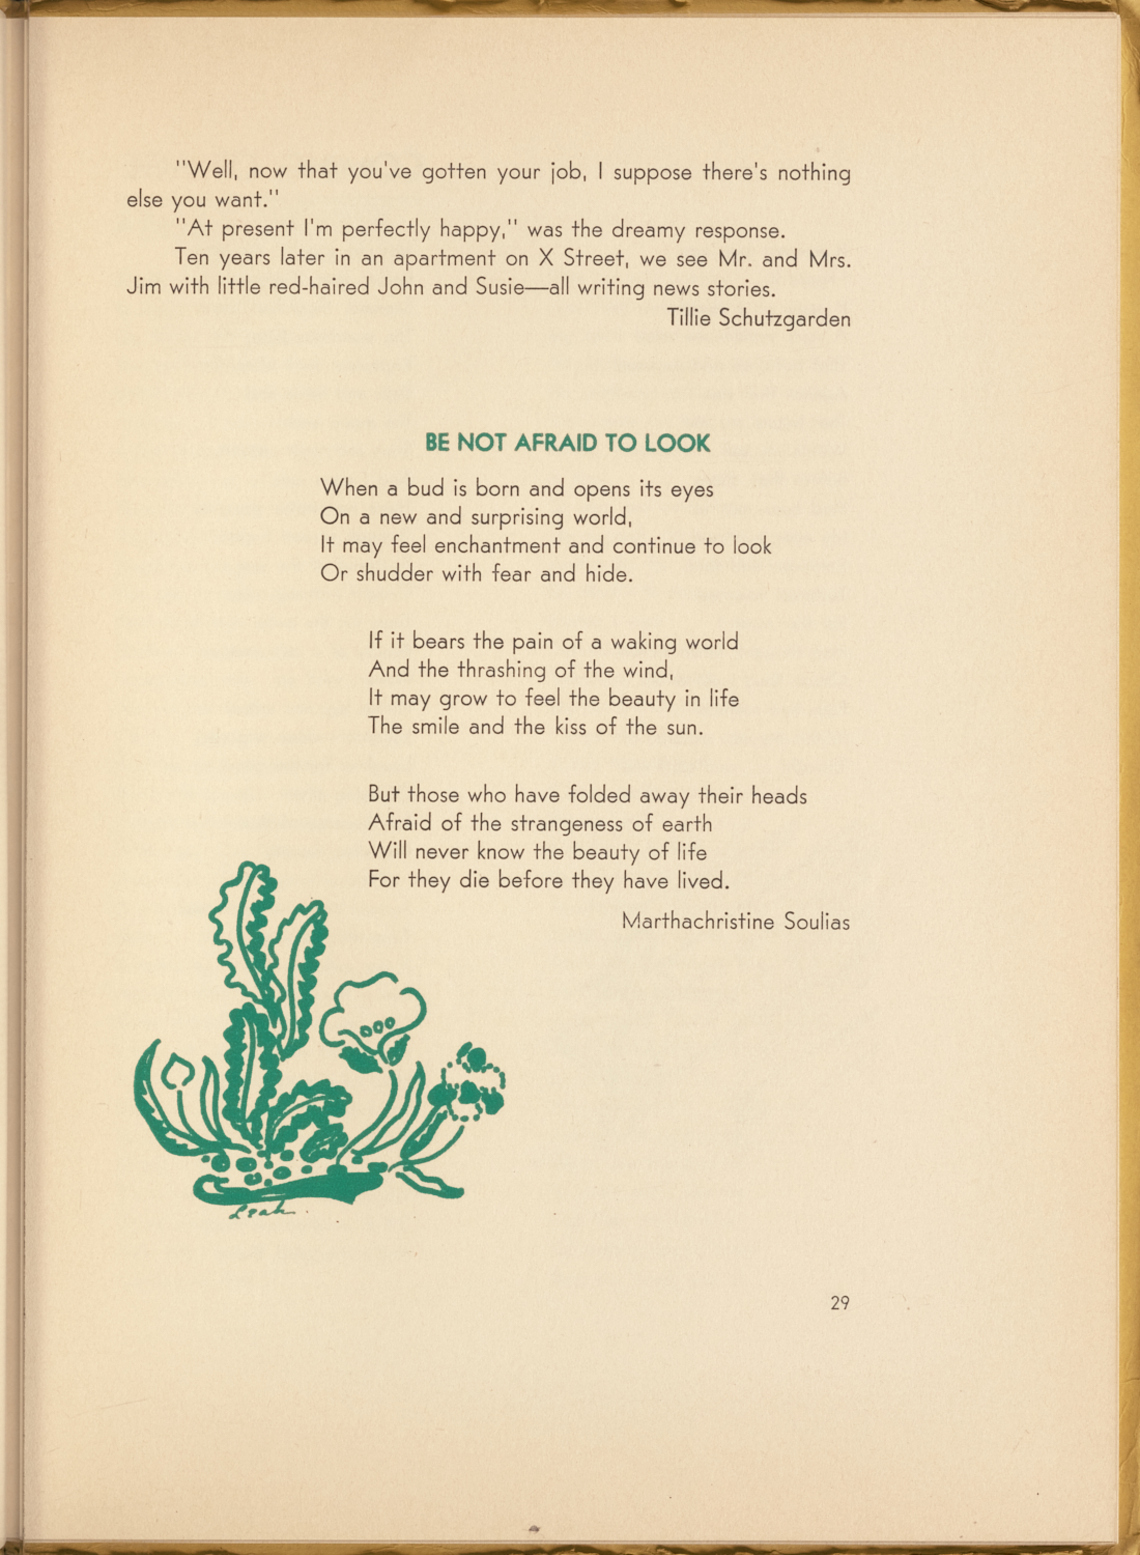 "Well, now that you've gotten your job, I suppose there's nothing
else you want."
"At present I'm perfectly happy," was the dreamy response.
Ten years later in an apartment on X Street, we see Mr. and Mrs.
Jim with little red-haired John and Susie—all writing news stories.
Tillie Schutzgarden
BE NOT AFRAID TO LOOK
When a bud is born and opens its eyes
On a new and surprising world,
It may feel enchantment and continue to look
Or shudder with fear and hide.
If it bears the pain of a waking world
And the thrashing of the wind,
It may grow to feel the beauty in life
The smile and the kiss of the sun.
But those who have folded away their heads
Afraid of the strangeness of earth
Will never know the beauty of life
For they die before they have lived.
Marthachristine Soulias
Leah
29